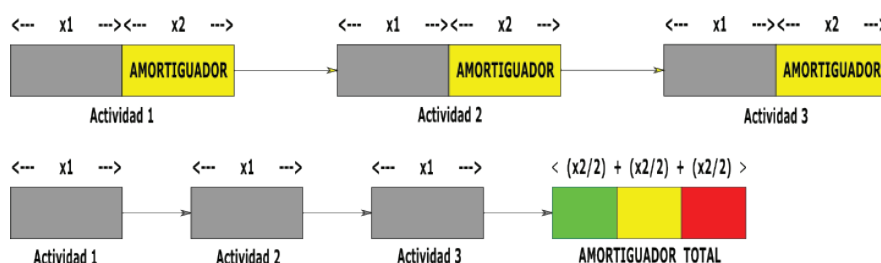 <--- x1 ---><--- x2 ---> <--- x1 ---><--- x2 ---> <--- x1 ---><--- x2 --->
AMORTIGUADOR AMORTIGUADOR AMORTIGUADOR
Actividad 1 Actividad 2 Actividad 3
<--- x1 ---> <--- x1 ---> <--- x1 ---> < (x2/2) + (x2/2) + (x2/2) >
Actividad 1 Actividad 2 Actividad 3 AMORTIGUADOR TOTAL